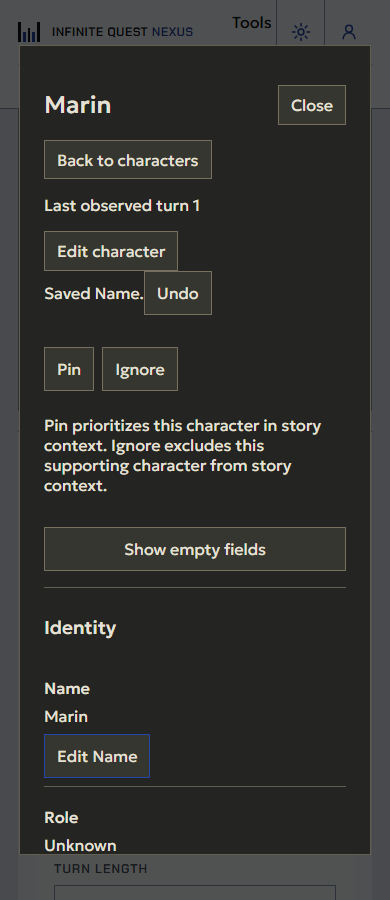 Tools
INFINITE QUEST NEXUS
Marin
Close
Back to characters
Last observed turn 1
Edit character
Saved Name.
Undo
Pin
Ignore
Pin prioritizes this character in story
context. Ignore excludes this
supporting character from story
context.
Show empty fields
Identity
Name
Marin
Edit Name
Role
Unknown
TURN LENGTH